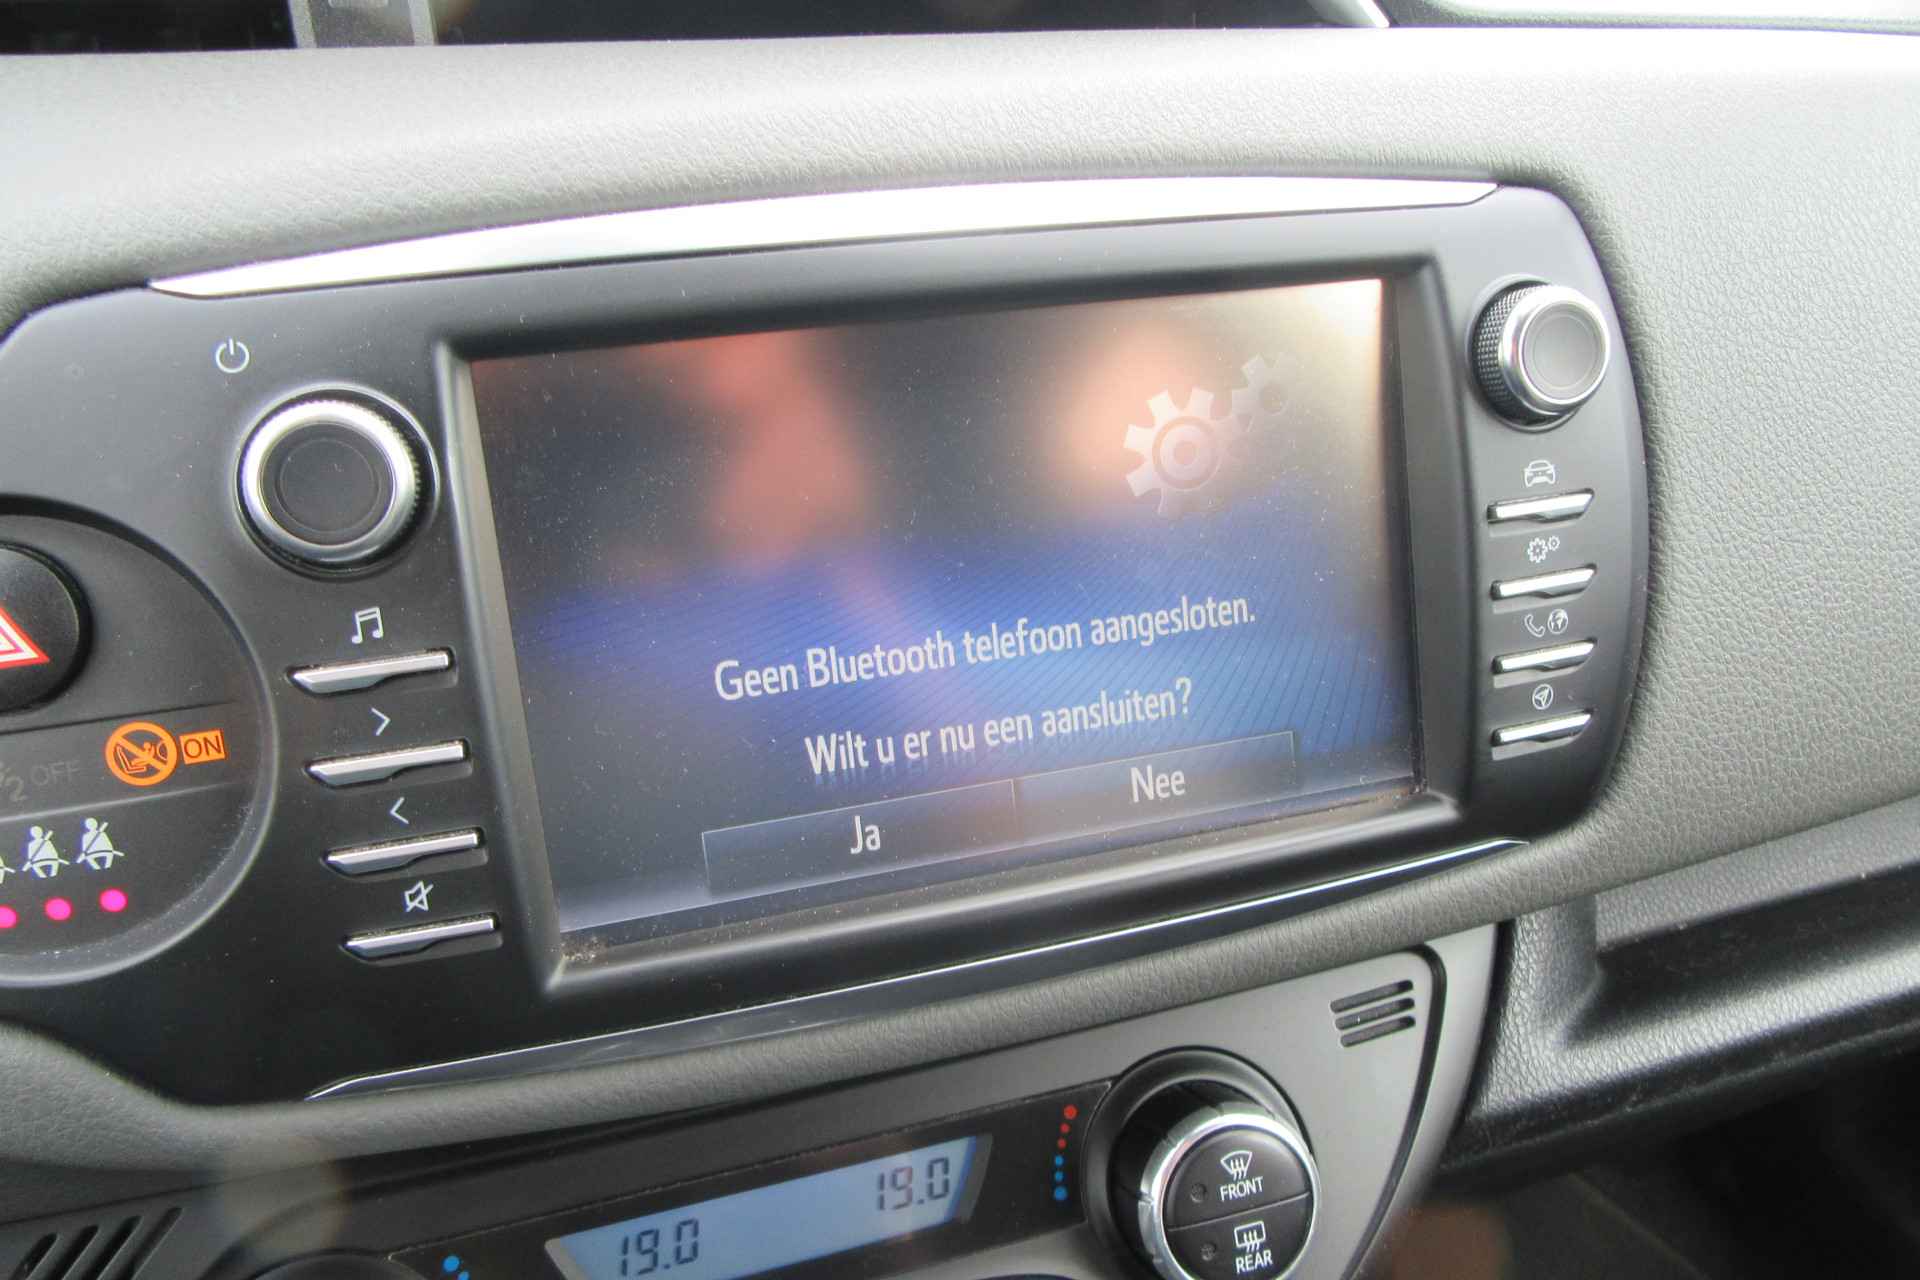 Geen Bluetooth telefoon aangesloten.
Wilt u er nu een aansluiten?
Ja
Nee
ON
2 OFF
19.0
19.0
FRONT
REAR